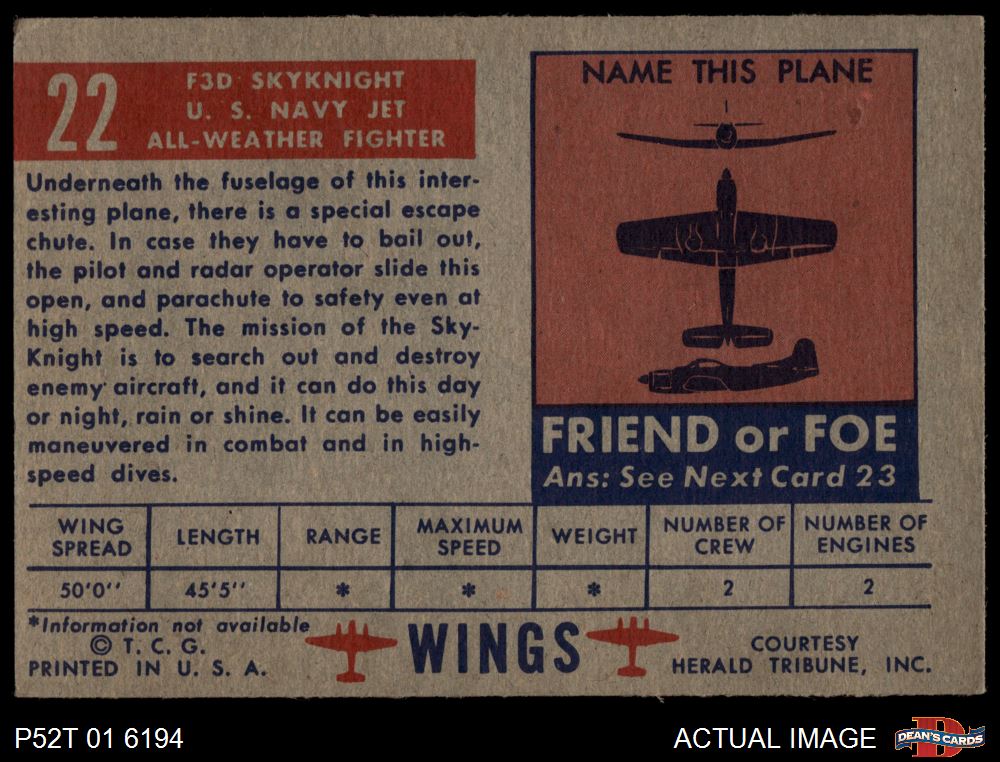 22
F3D SKYKNIGHT
U. S. NAVY JET
ALL-WEATHER FIGHTER
Underneath the fuselage of this inter-
esting plane, there is a special escape
chute. In case they have to bail out,
the pilot and radar operator slide this
open, and parachute to safety even at
high speed. The mission of the Sky-
Knight is to search out and destroy
enemy aircraft, and it can do this day
or night, rain or shine. It can be easily
maneuvered in combat and in high-
speed dives.
NAME THIS PLANE
FRIEND or FOE
Ans: See Next Card 23
WING SPREAD
LENGTH
RANGE
MAXIMUM SPEED
WEIGHT
NUMBER OF CREW
NUMBER OF ENGINES
50'0''
45'5''
*
*
*
2
2
*Information not available
© T. C. G.
PRINTED IN U. S. A.
WINGS
COURTESY
HERALD TRIBUNE, INC.
P52T 01 6194
ACTUAL IMAGE
D
DEAN'S CARDS